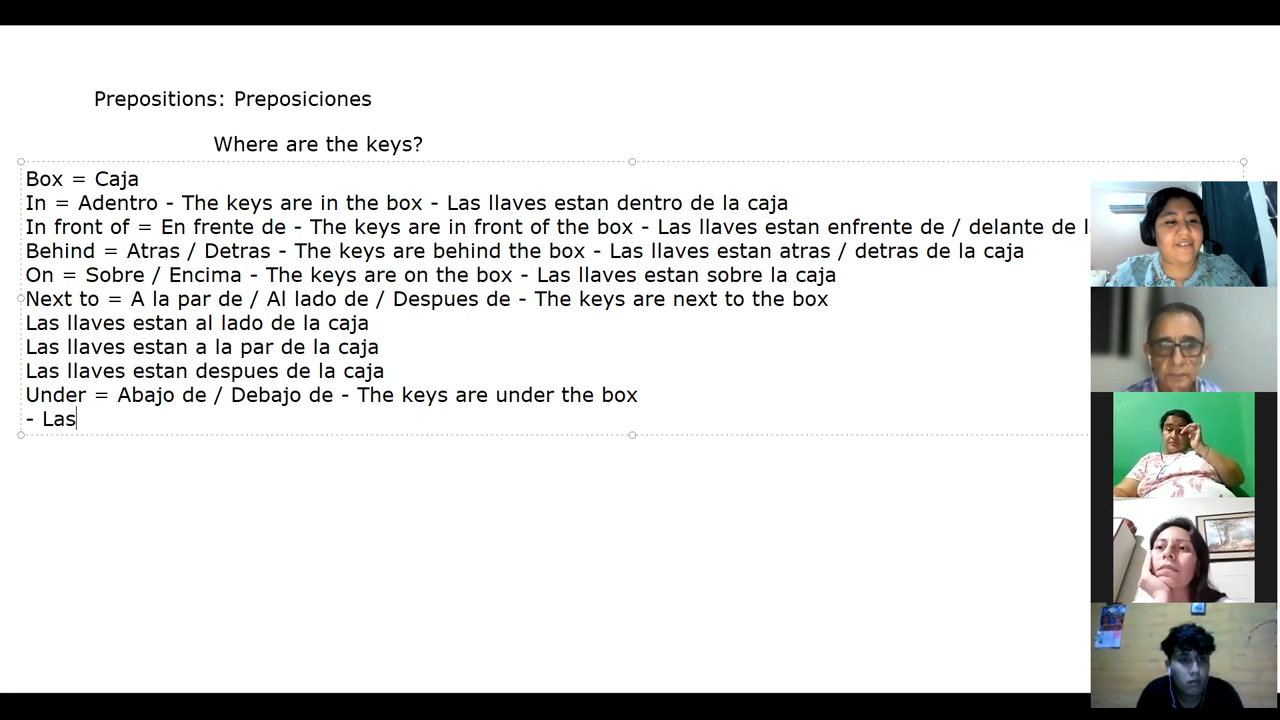 Prepositions: Preposiciones
Where are the keys?
Box = Caja
In = Adentro - The keys are in the box - Las llaves estan dentro de la caja
In front of = En frente de - The keys are in front of the box - Las llaves estan enfrente de / delante de
Behind = Atras / Detras - The keys are behind the box - Las llaves estan atras / detras de la caja
On = Sobre / Encima - The keys are on the box - Las llaves estan sobre la caja
Next to = A la par de / Al lado de / Despues de - The keys are next to the box
Las llaves estan al lado de la caja
Las llaves estan a la par de la caja
Las llaves estan despues de la caja
Under = Abajo de / Debajo de - The keys are under the box
- Las